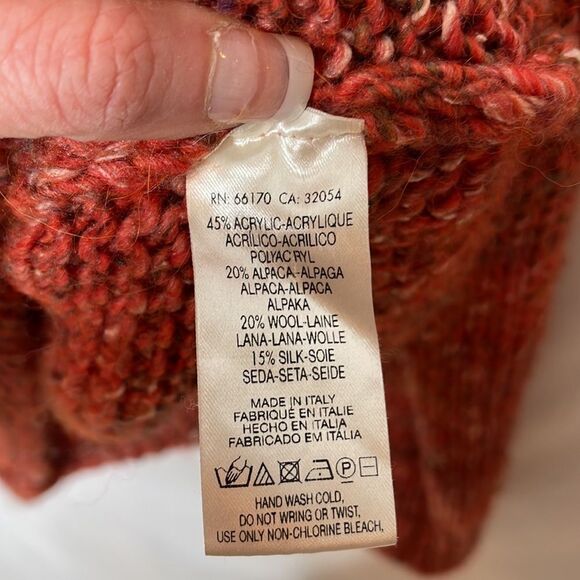 RN: 66170 CA: 32054
45% ACRYLIC-ACRYLIQUE
ACRÍLICO-ACRILICO
POLYACRYL
20% ALPACA-ALPAGA
ALPACA-ALPACA
ALPAKA
20% WOOL-LAINE
LANA-LANA-WOLLE
15% SILK-SOIE
SEDA-SETA-SEIDE
MADE IN ITALY
FABRIQUÉ EN ITALIE
HECHO EN ITALIA
FABRICADO EM ITÁLIA
P
HAND WASH COLD,
DO NOT WRING OR TWIST,
USE ONLY NON-CHLORINE BLEACH,